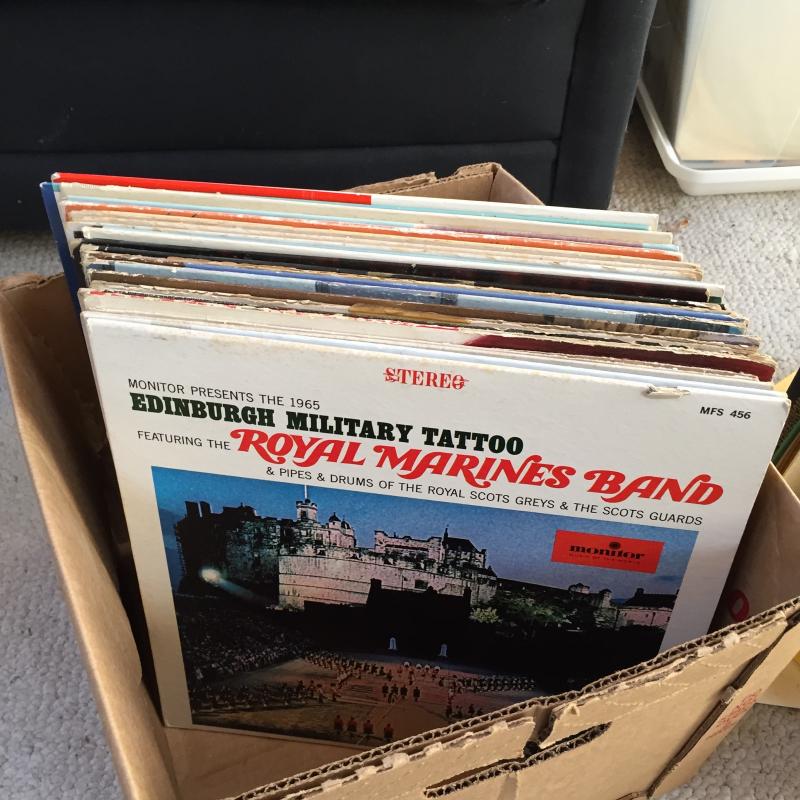 STEREO
MFS 456
MONITOR PRESENTS THE 1965
EDINBURGH MILITARY TATTOO
FEATURING THE ROYAL MARINES BAND
& PIPES & DRUMS OF THE ROYAL SCOTS GREYS & THE SCOTS GUARDS
monitor